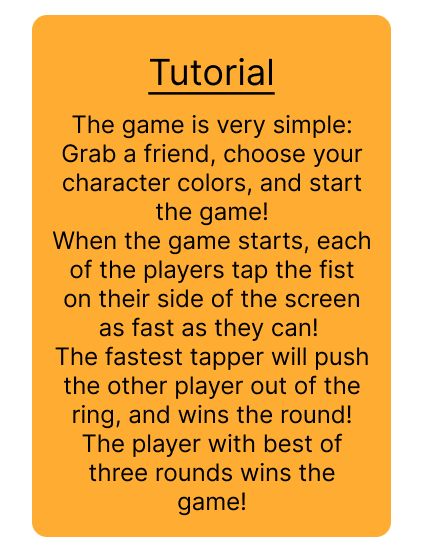 Tutorial
The game is very simple:
Grab a friend, choose your
character colors, and start
the game!
When the game starts, each
of the players tap the fist
on their side of the screen
as fast as they can!
The fastest tapper will push
the other player out of the
ring, and wins the round!
The player with best of
three rounds wins the
game!